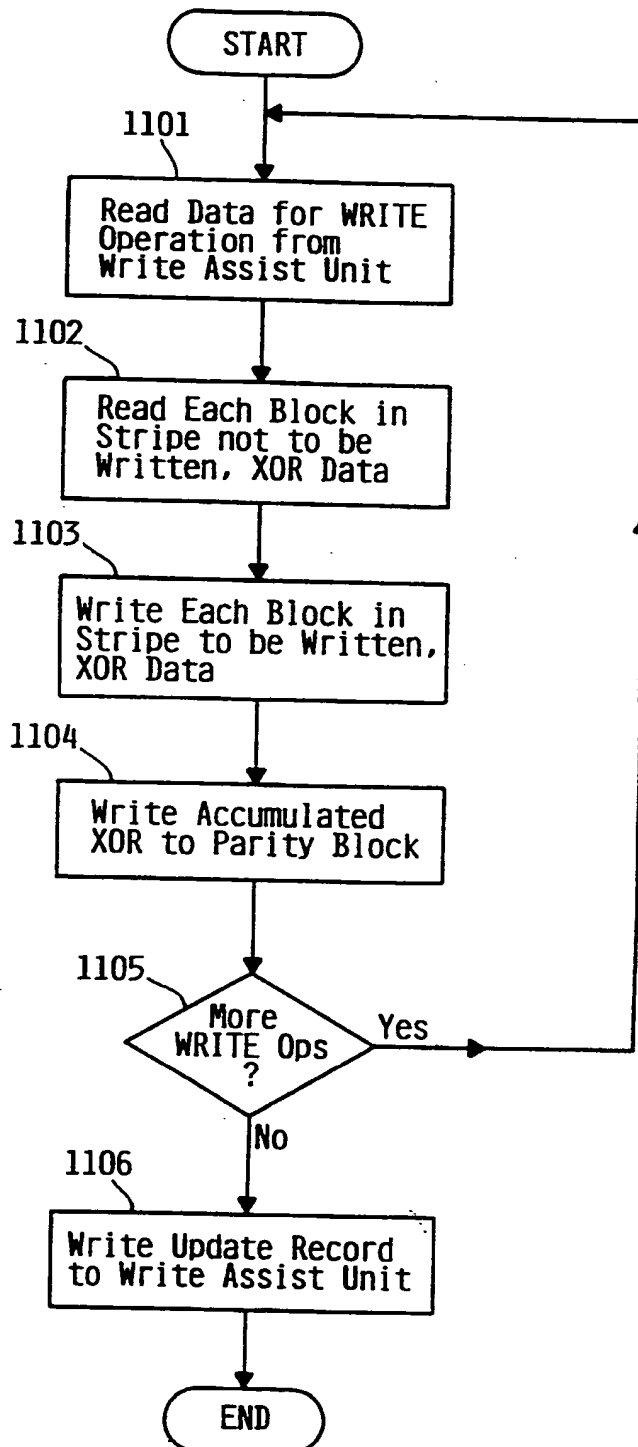 START
1101
Read Data for WRITE
Operation from
Write Assist Unit
1102
Read Each Block in
Stripe not to be
Written, XOR Data
1103
Write Each Block in
Stripe to be Written,
XOR Data
1104
Write Accumulated
XOR to Parity Block
1105
More
WRITE Ops
?
Yes
No
1106
Write Update Record
to Write Assist Unit
END